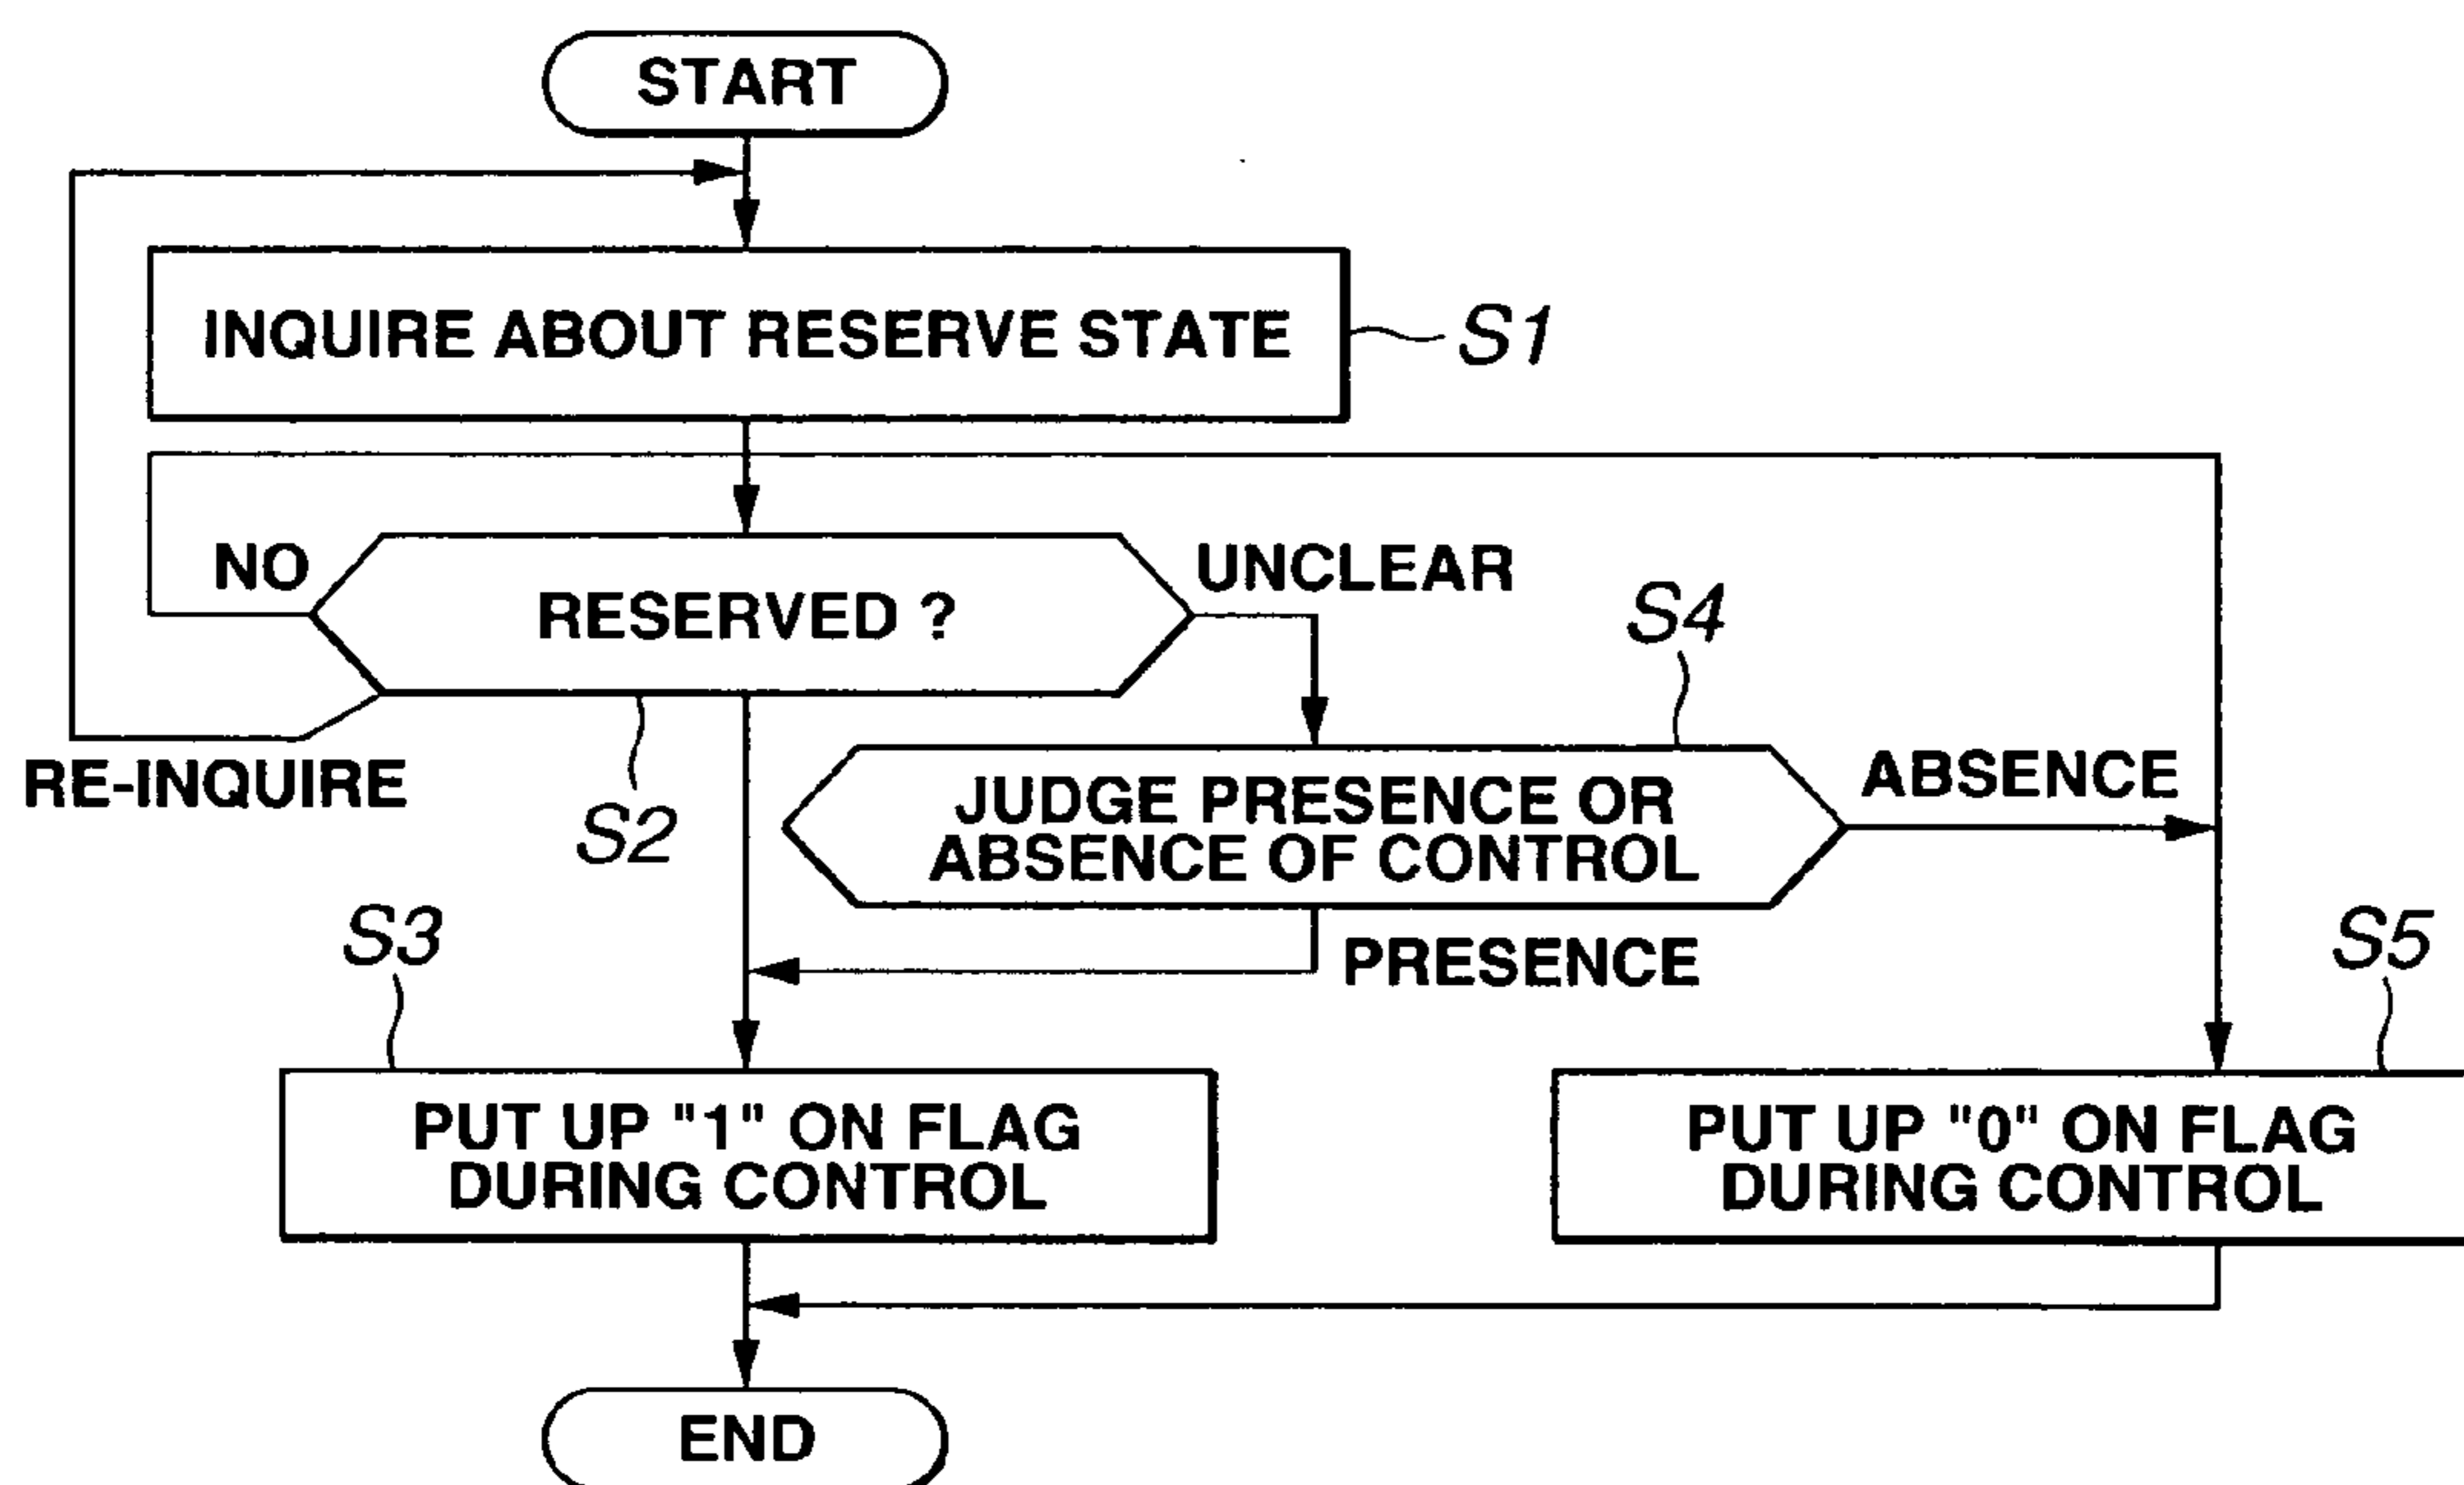 START
INQUIRE ABOUT RESERVE STATE
S1
NO
UNCLEAR
RESERVED ?
S4
RE-INQUIRE
S2
JUDGE PRESENCE OR
ABSENCE OF CONTROL
ABSENCE
S3
PRESENCE
S5
PUT UP "1" ON FLAG
DURING CONTROL
PUT UP "0" ON FLAG
DURING CONTROL
END